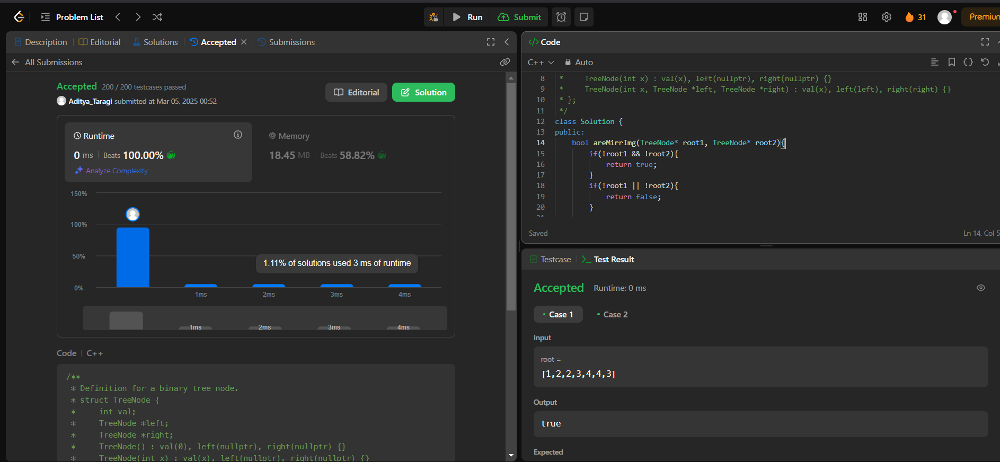 Problem List
Run
Submit
31
Premium
Description
Editorial
Solutions
Accepted
Submissions
All Submissions
Accepted 200 / 200 testcases passed
Aditya_Taragi submitted at Mar 05, 2025 00:52
Editorial
Solution
Runtime
0 ms
Beats 100.00%
Analyze Complexity
Memory
18.45 MB
Beats 58.82%
150%
100%
50%
0%
1.11% of solutions used 3 ms of runtime
1ms 2ms 3ms 4ms
1ms 2ms 3ms 4ms
Code
C++
/**
* Definition for a binary tree node.
* struct TreeNode {
*     int val;
*     TreeNode *left;
*     TreeNode *right;
*     TreeNode() : val(0), left(nullptr), right(nullptr) {}
*     TreeNode(int x) : val(x), left(nullptr), right(nullptr) {}
</> Code
C++
Auto
8 *     TreeNode(int x) : val(x), left(nullptr), right(nullptr) {}
9 *     TreeNode(int x, TreeNode *left, TreeNode *right) : val(x), left(left), right(right) {}
10 * };
11 */
12 class Solution {
13 public:
14     bool areMirrImg(TreeNode* root1, TreeNode* root2){
15         if(!root1 && !root2){
16             return true;
17         }
18         if(!root1 || !root2){
19             return false;
20         }
21
Saved
Ln 14, Col 5
Testcase
Test Result
Accepted
Runtime: 0 ms
Case 1
Case 2
Input
root =
[1,2,2,3,4,4,3]
Output
true
Expected